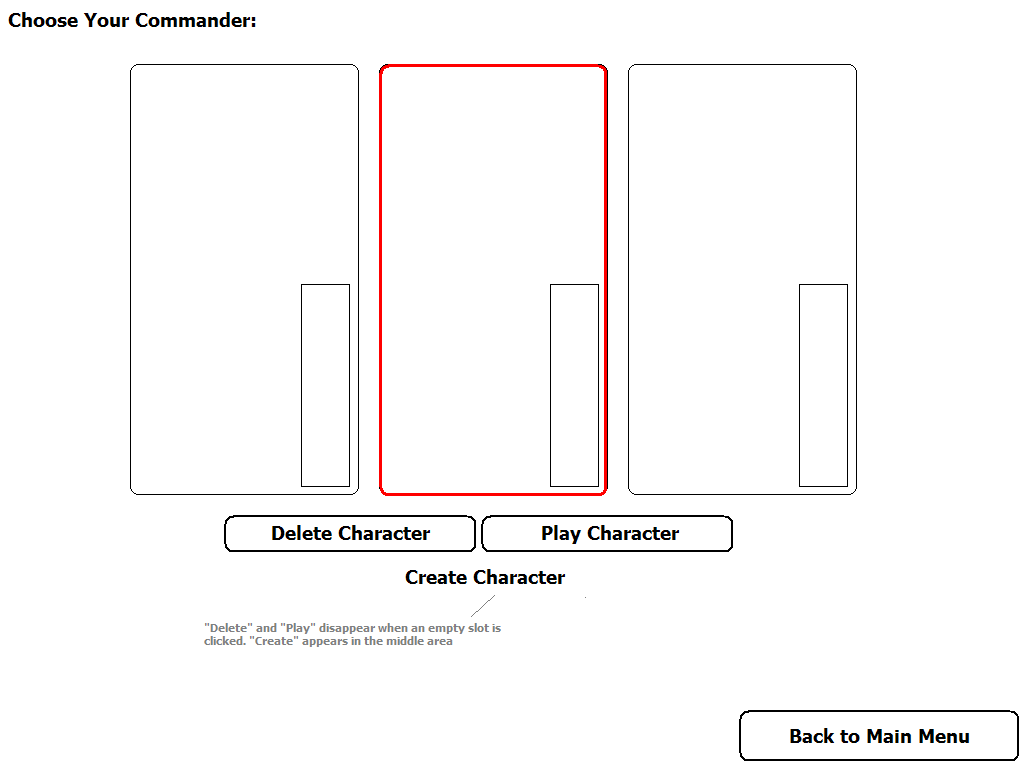 Choose Your Commander:
Delete Character
Play Character
Create Character
"Delete" and "Play" disappear when an empty slot is
clicked. "Create" appears in the middle area
Back to Main Menu